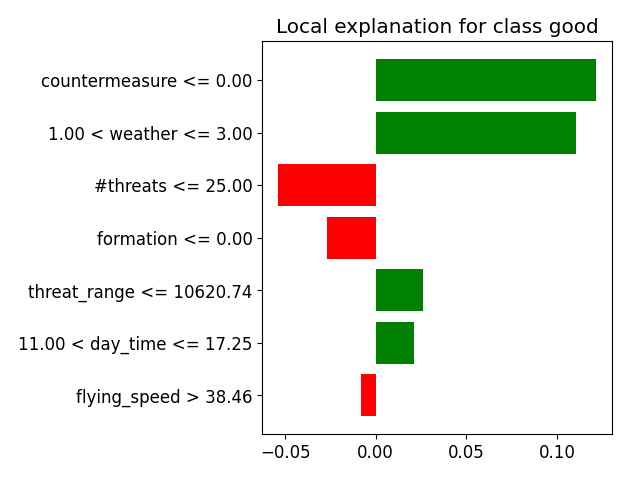 Local explanation for class good
countermeasure <= 0.00
1.00 < weather <= 3.00
#threats <= 25.00
formation <= 0.00
threat_range <= 10620.74
11.00 < day_time <= 17.25
flying_speed > 38.46
−0.05 0.00 0.05 0.10